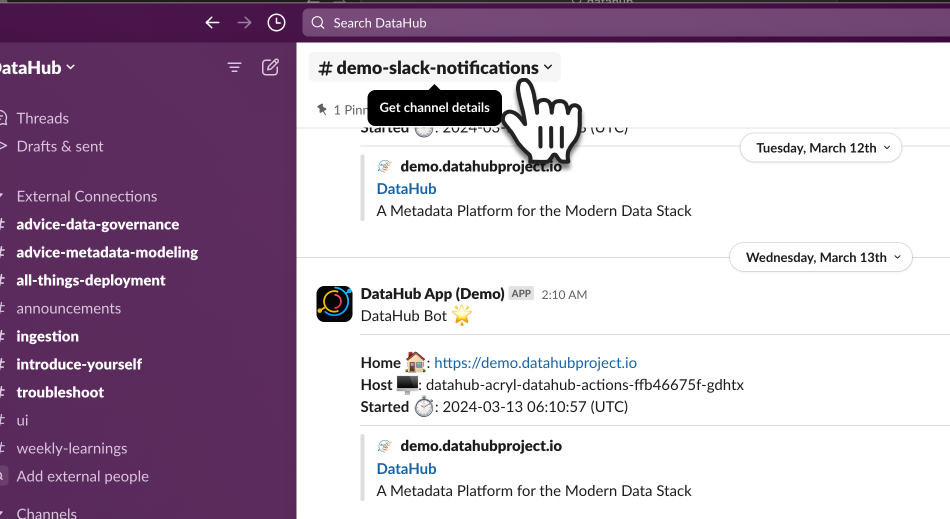 Search DataHub
DataHub
Threads
Drafts & sent
External Connections
advice-data-governance
advice-metadata-modeling
all-things-deployment
announcements
ingestion
introduce-yourself
troubleshoot
ui
weekly-learnings
Add external people
Channels
# demo-slack-notifications
Get channel details
1 Pinn
Started : 2024-03- (UTC)
Tuesday, March 12th
demo.datahubproject.io
DataHub
A Metadata Platform for the Modern Data Stack
Wednesday, March 13th
DataHub App (Demo) APP 2:10 AM
DataHub Bot
Home : https://demo.datahubproject.io
Host : datahub-acryl-datahub-actions-ffb46675f-gdhtx
Started : 2024-03-13 06:10:57 (UTC)
demo.datahubproject.io
DataHub
A Metadata Platform for the Modern Data Stack